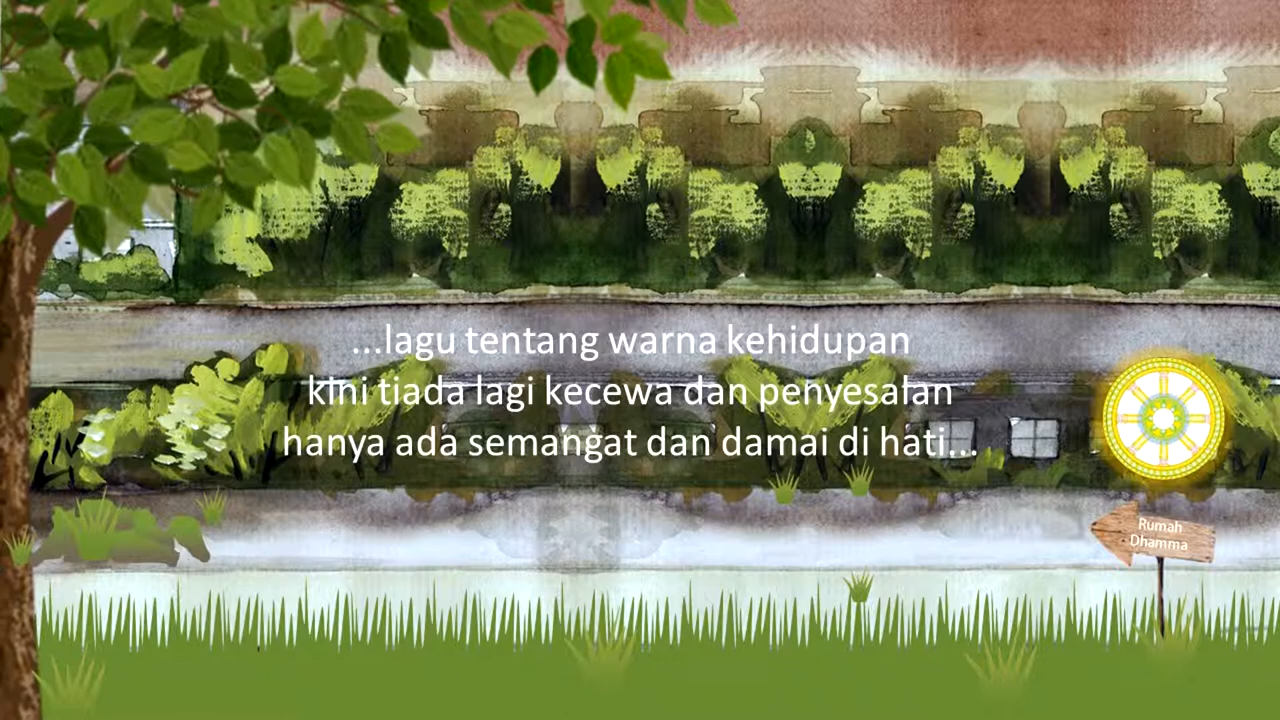 ...lagu tentang warna kehidupan
kini tiada lagi kecewa dan penyesalan
hanya ada semangat dan damai di hati...
Rumah
Dhamma